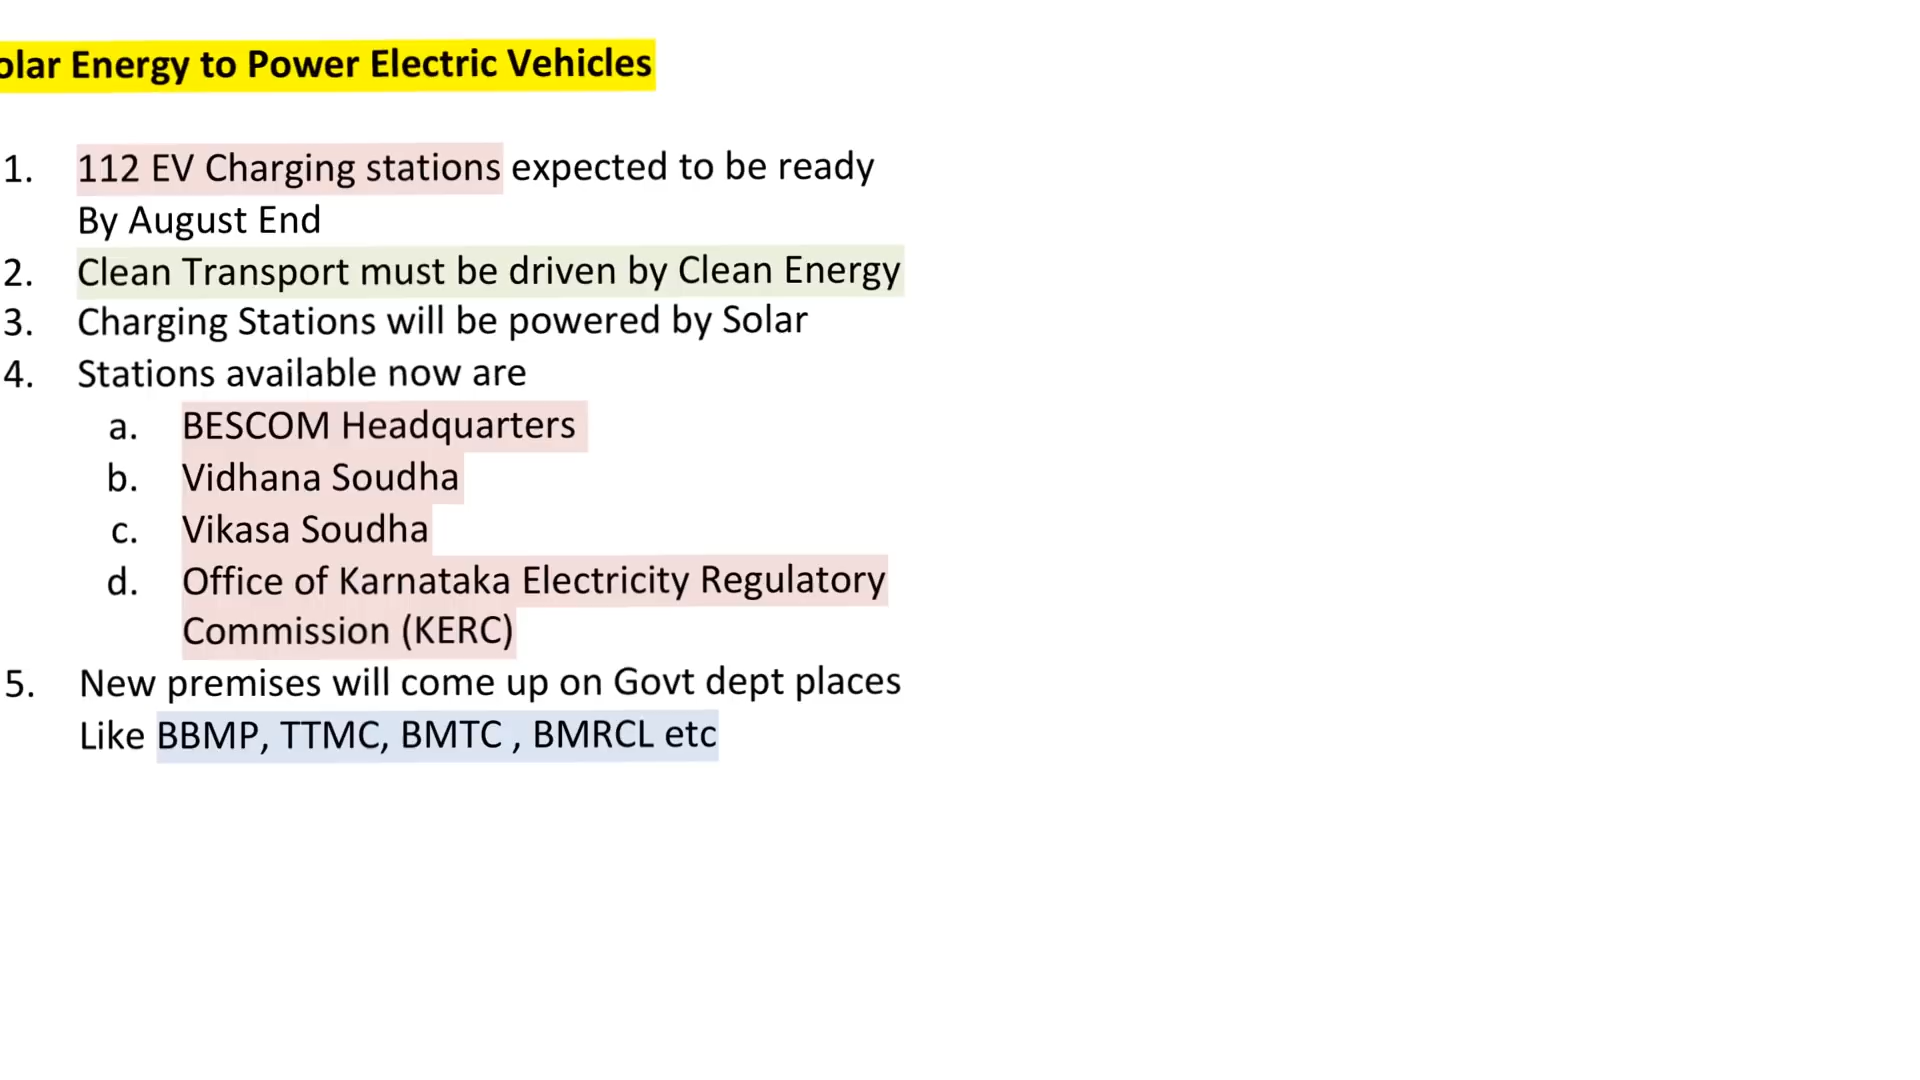 olar Energy to Power Electric Vehicles
1. 112 EV Charging stations expected to be ready
By August End
2. Clean Transport must be driven by Clean Energy
3. Charging Stations will be powered by Solar
4. Stations available now are
a. BESCOM Headquarters
b. Vidhana Soudha
c. Vikasa Soudha
d. Office of Karnataka Electricity Regulatory
Commission (KERC)
5. New premises will come up on Govt dept places
Like BBMP, TTMC, BMTC , BMRCL etc